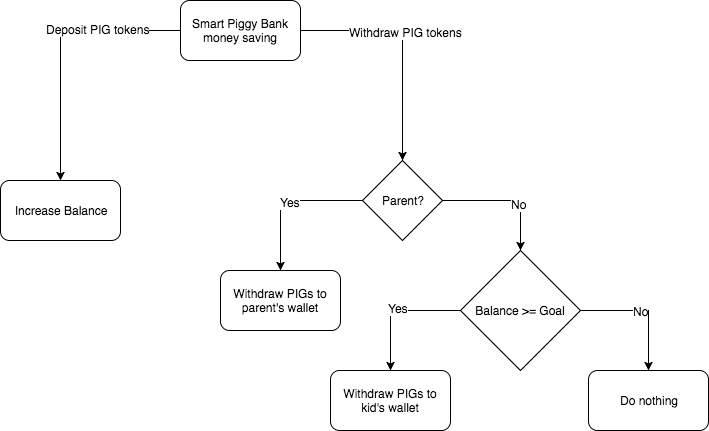 Deposit PIG tokens
Smart Piggy Bank
money saving
Withdraw PIG tokens
Increase Balance
Parent?
Yes
No
Withdraw PIGs to
parent's wallet
Balance >= Goal
Yes
No
Withdraw PIGs to
kid's wallet
Do nothing